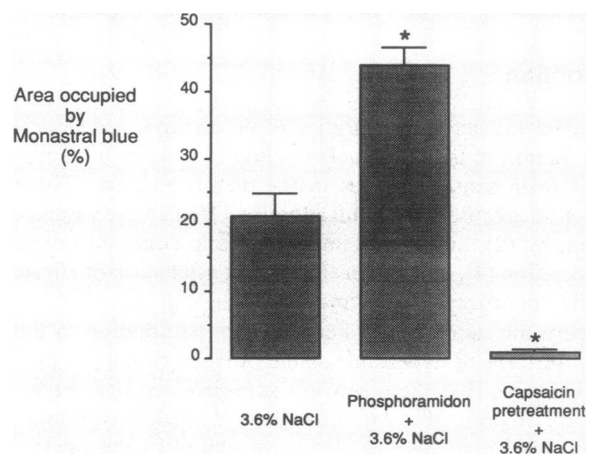 50
40
30
20
10
0
Area occupied
by
Monastral blue
(%)
*
*
3.6% NaCl
Phosphoramidon
+
3.6% NaCl
Capsaicin
pretreatment
+
3.6% NaCl